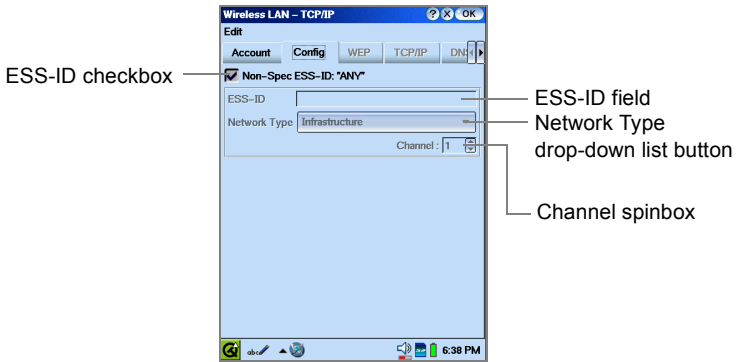 Wireless LAN – TCP/IP ? X OK
Edit
Account Config WEP TCP/IP DNS
ESS-ID checkbox
Non-Spec ESS-ID: "ANY"
ESS-ID
ESS-ID field
Network Type Infrastructure
Network Type
drop-down list button
Channel : 1
Channel spinbox
abc
6:38 PM